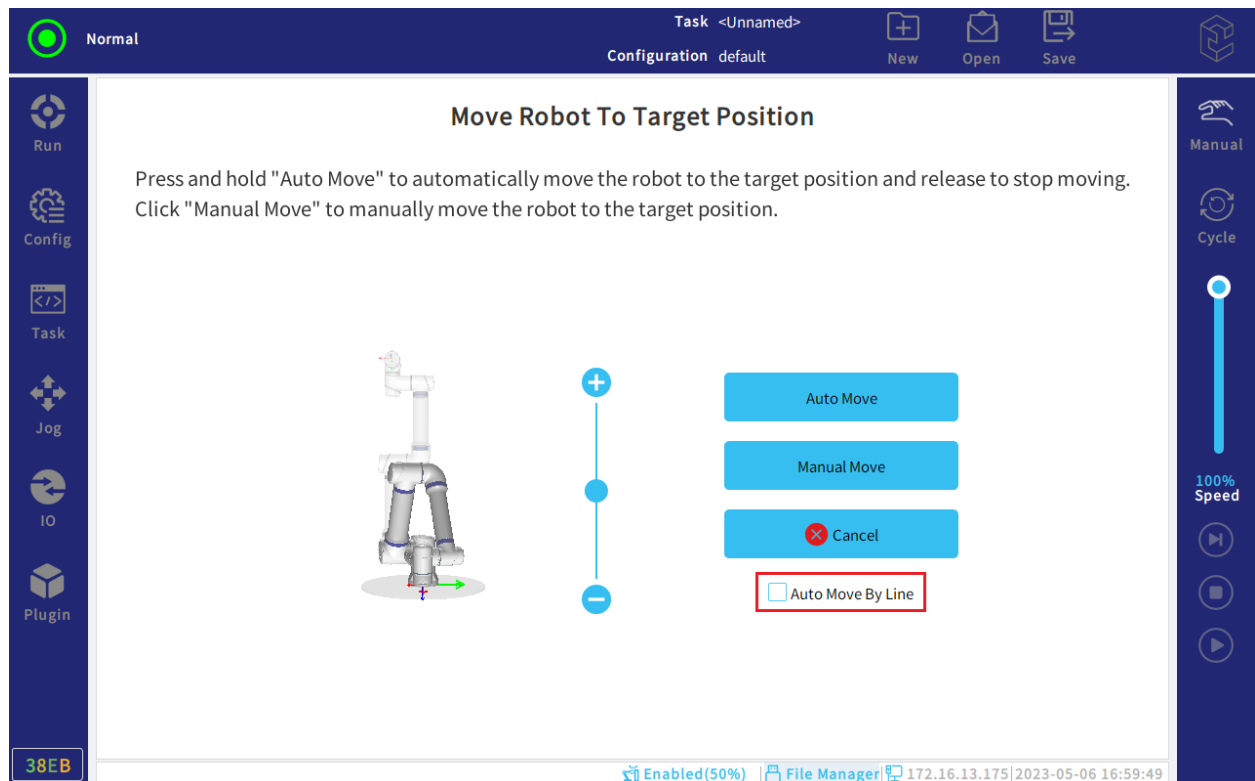 Normal
Task <Unnamed>
Configuration default
New
Open
Save
Run
Config
Task
Jog
IO
Plugin
38EB
Move Robot To Target Position
Press and hold "Auto Move" to automatically move the robot to the target position and release to stop moving.
Click "Manual Move" to manually move the robot to the target position.
Auto Move
Manual Move
Cancel
Auto Move By Line
Manual
Cycle
100%
Speed
Enabled(50%) File Manager 172.16.13.175 2023-05-06 16:59:49